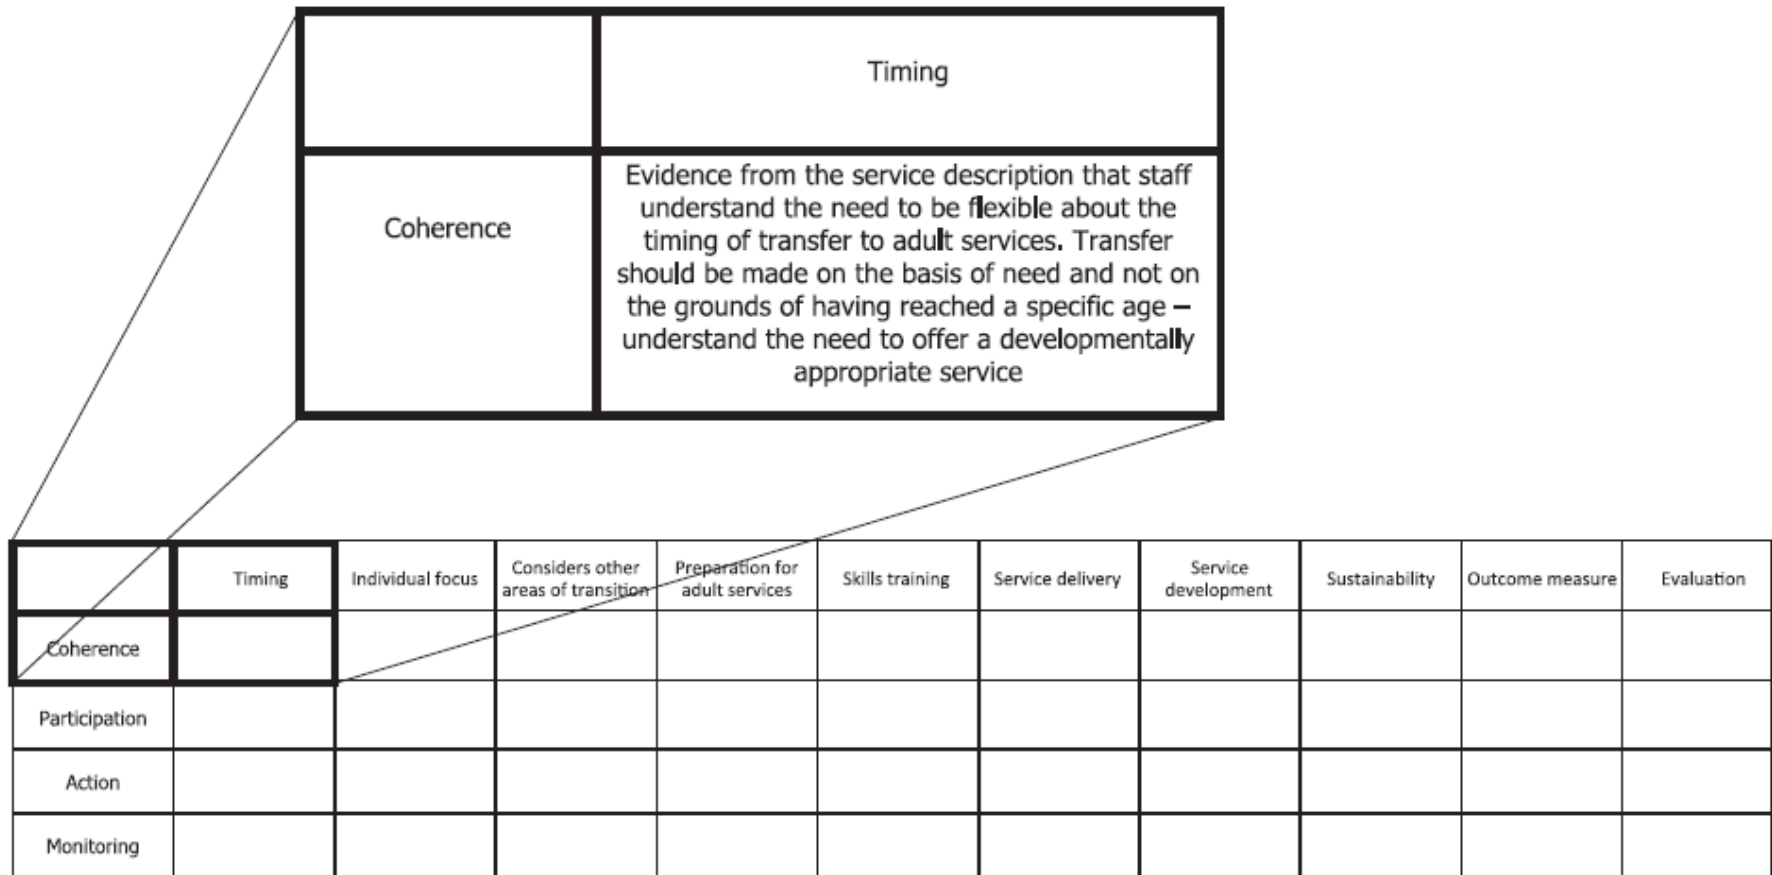 Timing
Coherence
Evidence from the service description that staff
understand the need to be flexible about the
timing of transfer to adult services. Transfer
should be made on the basis of need and not on
the grounds of having reached a specific age –
understand the need to offer a developmentally
appropriate service
Timing
Individual focus
Considers other
areas of transition
Preparation for
adult services
Skills training
Service delivery
Service
development
Sustainability
Outcome measure
Evaluation
Coherence
Participation
Action
Monitoring